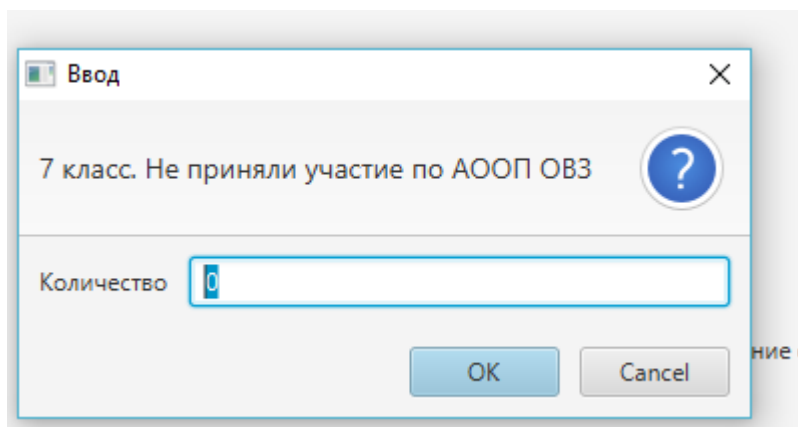 Ввод
7 класс. Не приняли участие по АООП ОВЗ
?
Количество 0
ние
OK Cancel